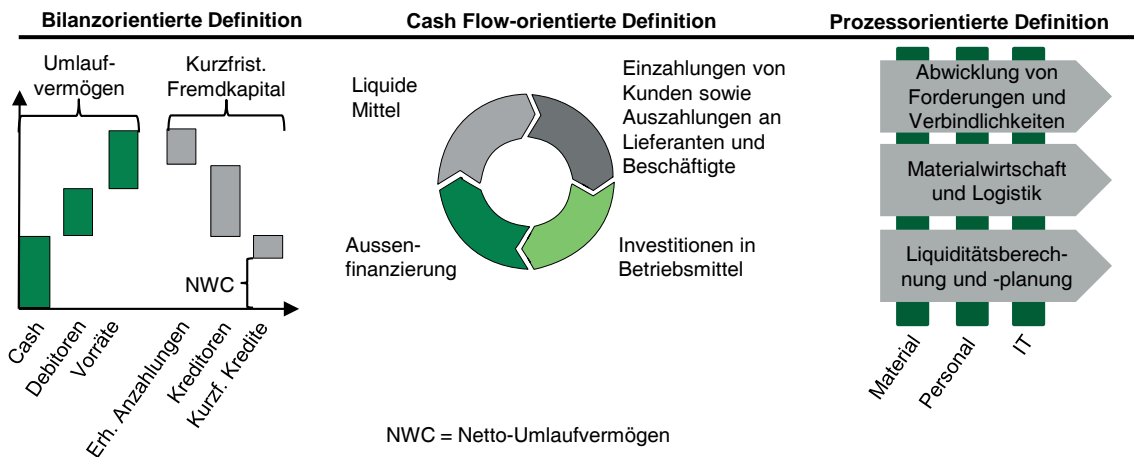 Bilanzorientierte Definition
Umlauf-
vermögen
Kurzfrist.
Fremdkapital
NWC
Cash
Debitoren
Vorräte
Erh. Anzahlungen
Kreditoren
Kurzf. Kredite
Cash Flow-orientierte Definition
Liquide
Mittel
Einzahlungen von
Kunden sowie
Auszahlungen an
Lieferanten und
Beschäftigte
Aussen-
finanzierung
Investitionen in
Betriebsmittel
Prozessorientierte Definition
Abwicklung von
Forderungen und
Verbindlichkeiten
Materialwirtschaft
und Logistik
Liquiditätsberech-
nung und -planung
Material
Personal
IT
NWC = Netto-Umlaufvermögen